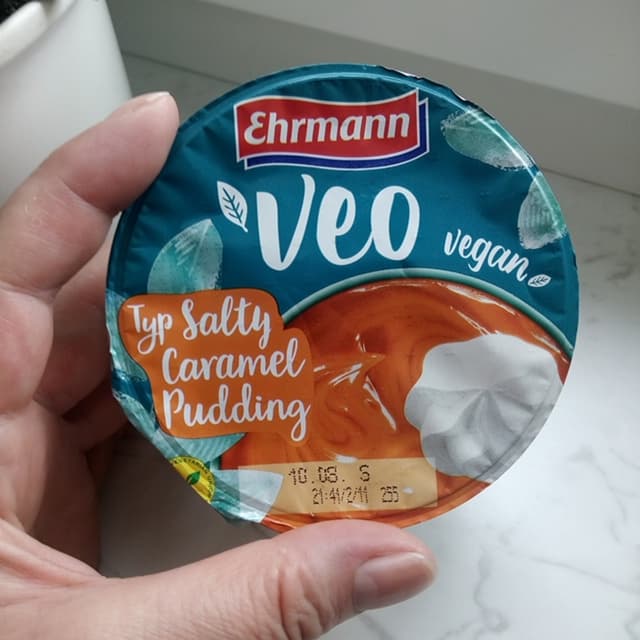 Ehrmann
Veo
vegan
Typ Salty
Caramel
Pudding
10.08. S
21:41/2/11 255